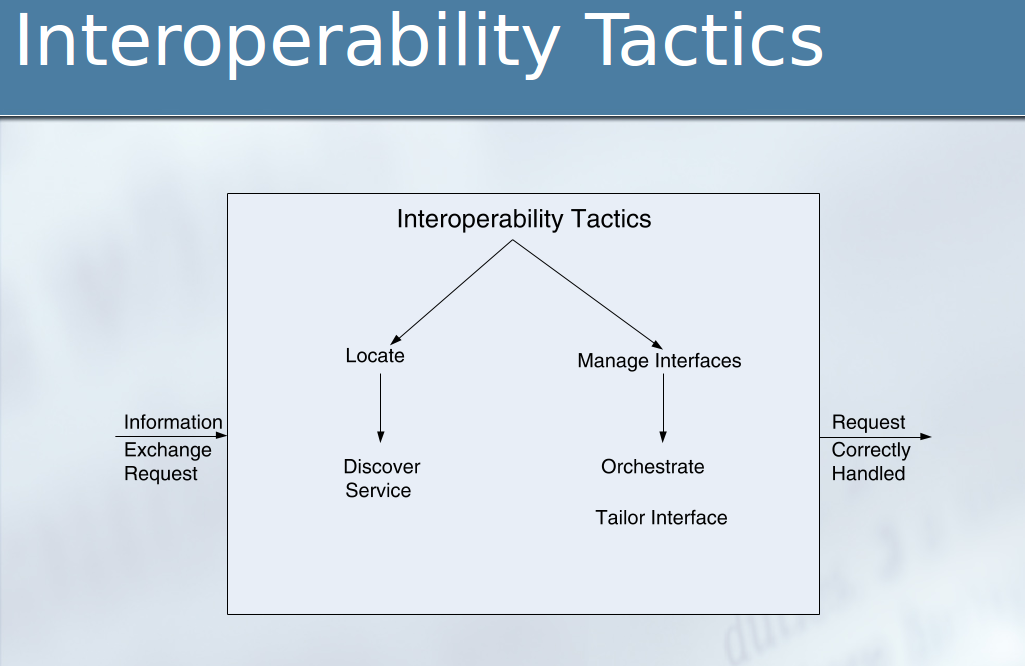 Interoperability Tactics
Interoperability Tactics
Locate
Manage Interfaces
Information
Exchange
Request
Discover
Service
Orchestrate
Tailor Interface
Request
Correctly
Handled